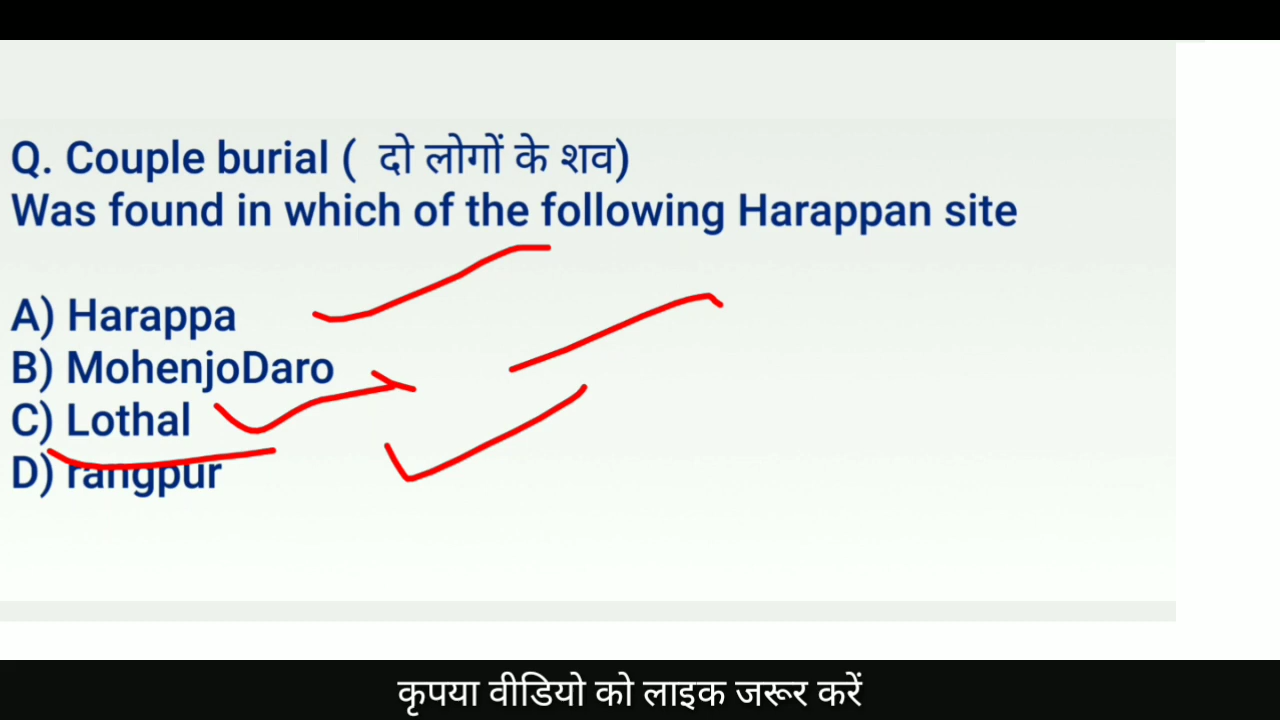 Q. Couple burial ( दो लोगों के शव)
Was found in which of the following Harappan site
A) Harappa
B) MohenjoDaro
C) Lothal
D) rangpur
कृपया वीडियो को लाइक जरूर करें